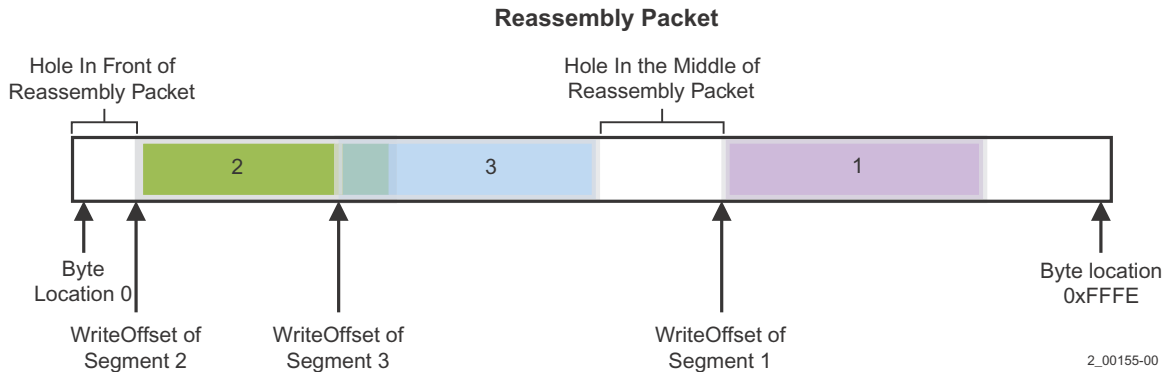 Reassembly Packet
Hole In Front of
Reassembly Packet
Hole In the Middle of
Reassembly Packet
2
3
1
Byte
Location 0
Byte location
0xFFFE
WriteOffset of
Segment 2
WriteOffset of
Segment 3
WriteOffset of
Segment 1
2_00155-00